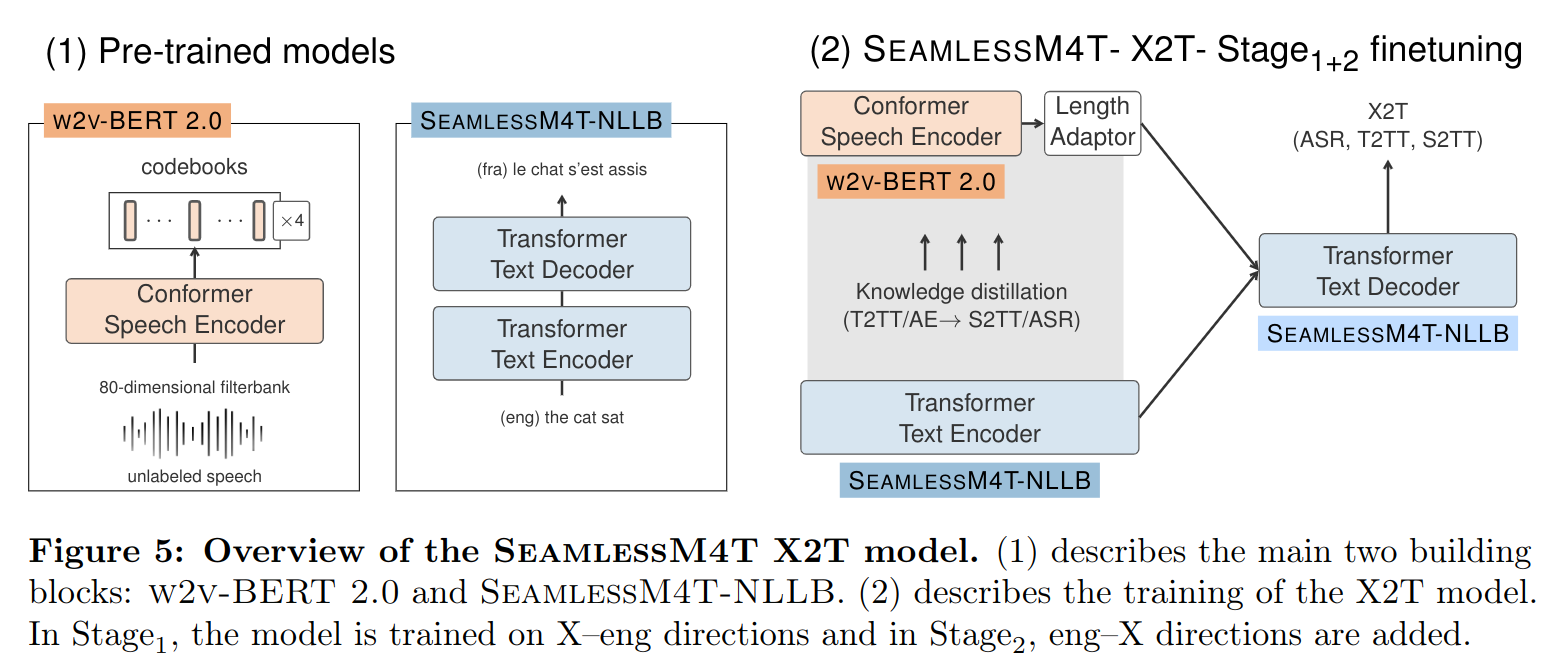 (1) Pre-trained models
w2v-BERT 2.0
codebooks
· · ·
· · ·
×4
Conformer
Speech Encoder
80-dimensional filterbank
unlabeled speech
SEAMLESSM4T-NLLB
(fra) le chat s'est assis
Transformer
Text Decoder
Transformer
Text Encoder
(eng) the cat sat
(2) SEAMLESSM4T- X2T- Stage1+2 finetuning
Conformer
Speech Encoder
Length
Adaptor
w2v-BERT 2.0
Knowledge distillation
(T2TT/AE→ S2TT/ASR)
Transformer
Text Encoder
SEAMLESSM4T-NLLB
X2T
(ASR, T2TT, S2TT)
Transformer
Text Decoder
SEAMLESSM4T-NLLB
Figure 5: Overview of the SEAMLESSM4T X2T model. (1) describes the main two building
blocks: w2v-BERT 2.0 and SEAMLESSM4T-NLLB. (2) describes the training of the X2T model.
In Stage1, the model is trained on X–eng directions and in Stage2, eng–X directions are added.